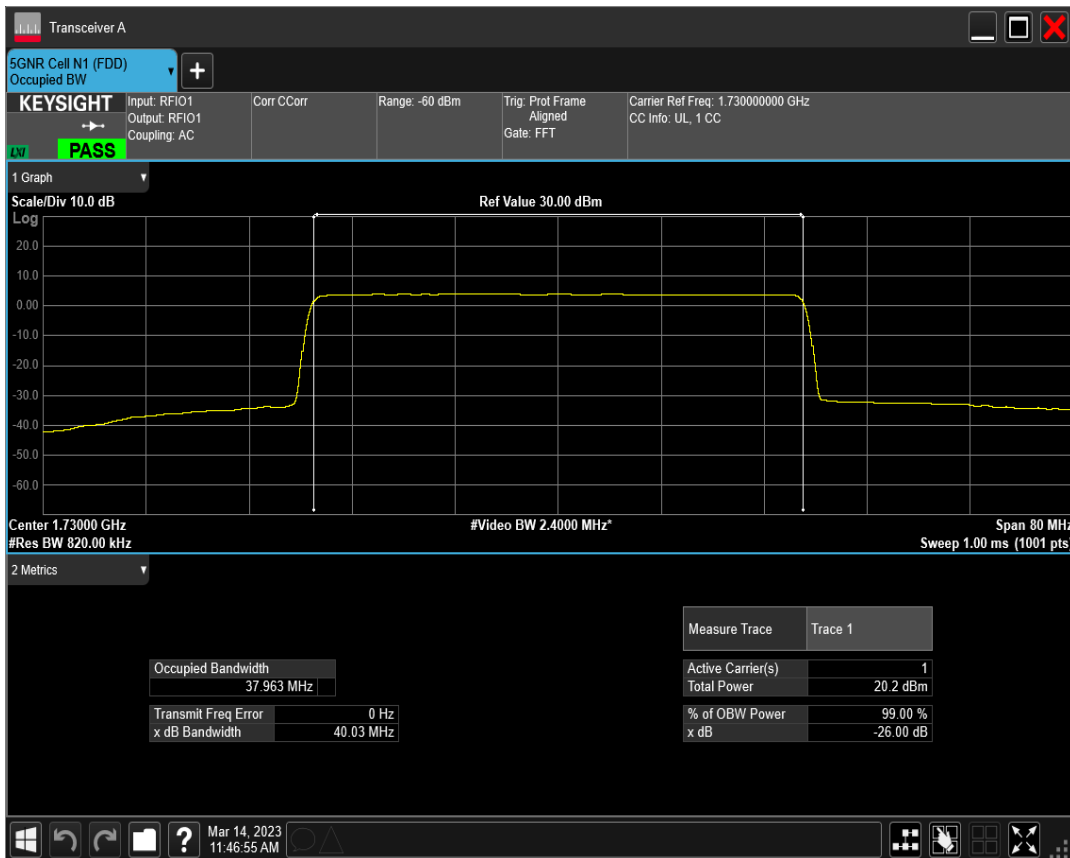 Transceiver A
5GNR Cell N1 (FDD)
Occupied BW
+
KEYSIGHT
LXI
PASS
Input: RFIO1
Output: RFIO1
Coupling: AC
Corr CCorr
Range: -60 dBm
Trig: Prot Frame
Aligned
Gate: FFT
Carrier Ref Freq: 1.730000000 GHz
CC Info: UL, 1 CC
1 Graph
Scale/Div 10.0 dB
Ref Value 30.00 dBm
Log
20.0
10.0
0.00
-10.0
-20.0
-30.0
-40.0
-50.0
-60.0
Center 1.73000 GHz
#Video BW 2.4000 MHz*
Span 80 MHz
#Res BW 820.00 kHz
Sweep 1.00 ms (1001 pts)
2 Metrics
Measure Trace Trace 1
Occupied Bandwidth
37.963 MHz
Active Carrier(s) 1
Total Power 20.2 dBm
Transmit Freq Error 0 Hz
x dB Bandwidth 40.03 MHz
% of OBW Power 99.00 %
x dB -26.00 dB
?
Mar 14, 2023
11:46:55 AM